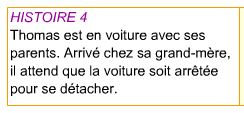 HISTOIRE 4
Thomas est en voiture avec ses
parents. Arrivé chez sa grand-mère,
il attend que la voiture soit arrêtée
pour se détacher.